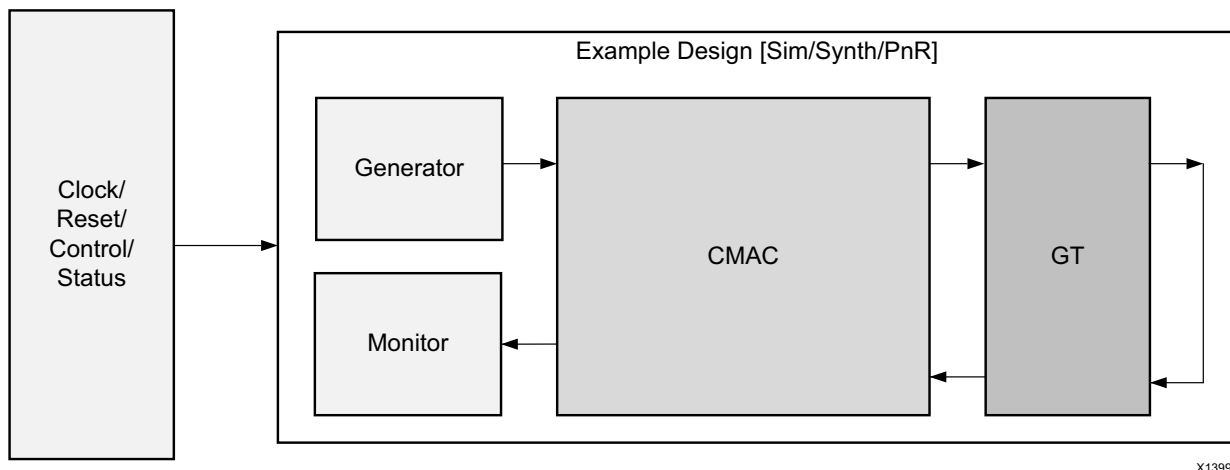 Example Design [Sim/Synth/PnR]
Clock/
Reset/
Control/
Status
Generator
Monitor
CMAC
GT